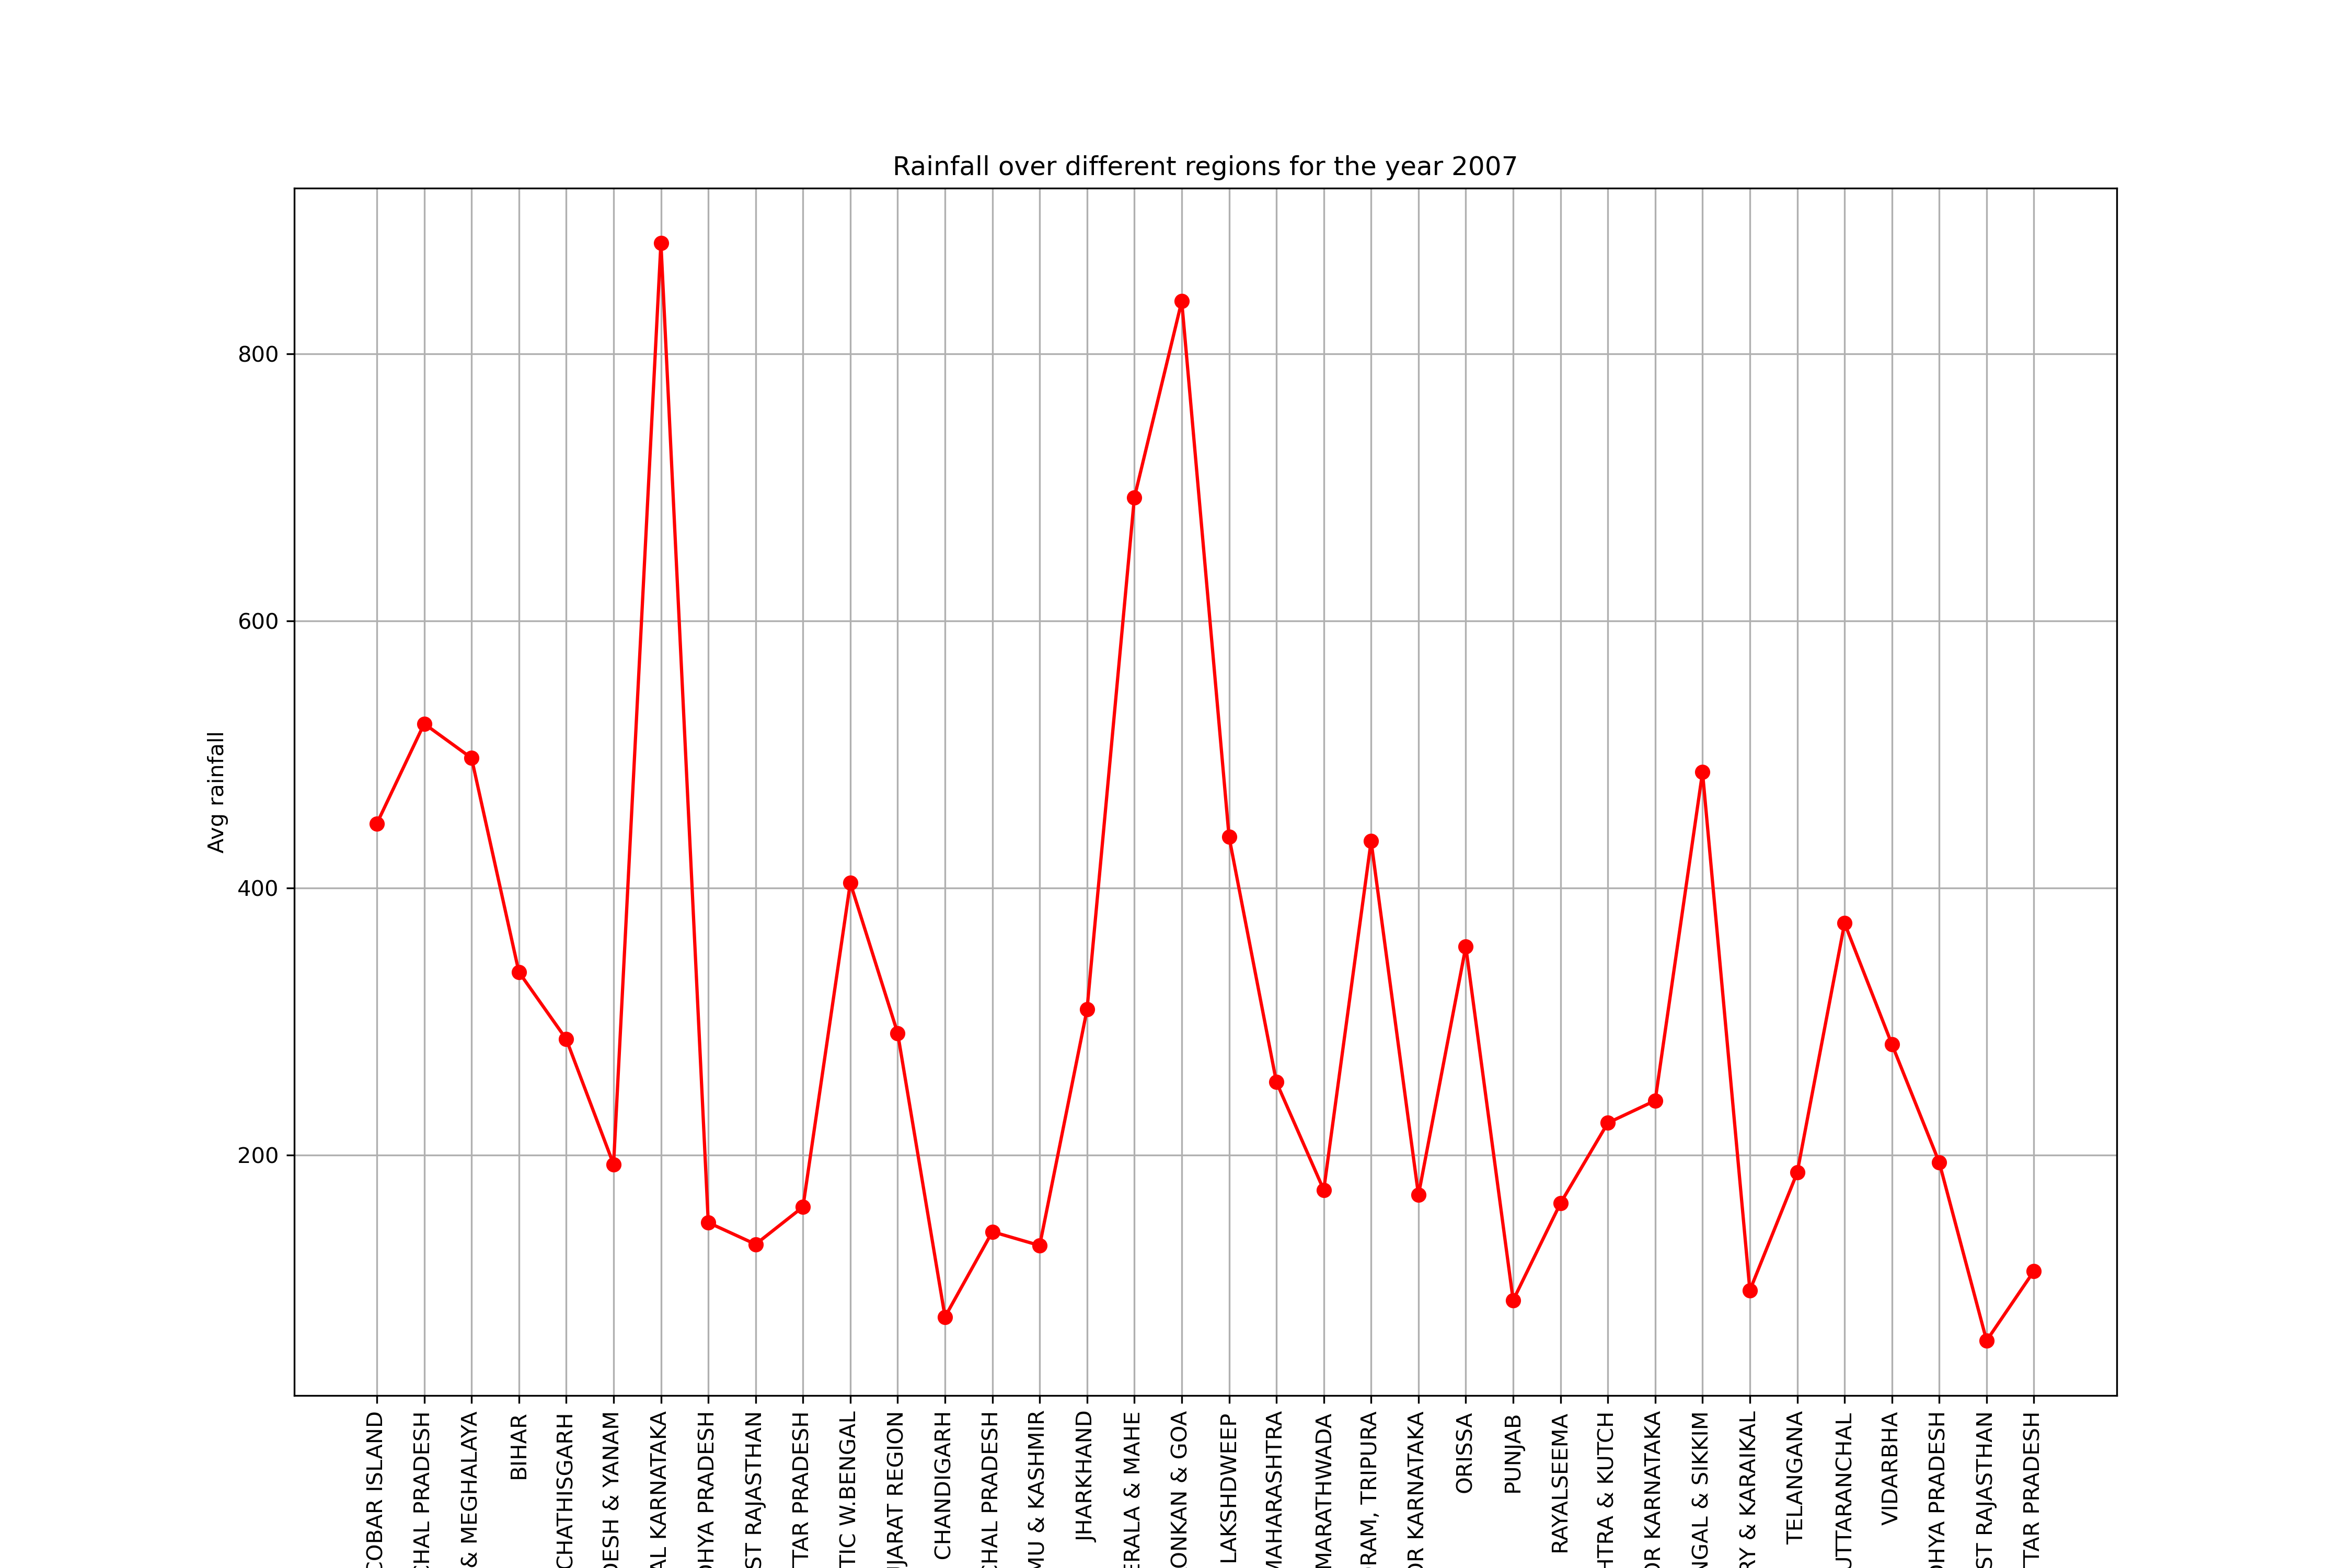 Rainfall over different regions for the year 2007
Avg rainfall
800
600
400
200
COBAR ISLAND
CHAL PRADESH
& MEGHALAYA
BIHAR
CHATHISGARH
DESH & YANAM
AL KARNATAKA
DHYA PRADESH
ST RAJASTHAN
TTAR PRADESH
TIC W.BENGAL
JARAT REGION
CHANDIGARH
CHAL PRADESH
MU & KASHMIR
JHARKHAND
ERALA & MAHE
ONKAN & GOA
LAKSHDWEEP
MAHARASHTRA
MARATHWADA
RAM, TRIPURA
OR KARNATAKA
ORISSA
PUNJAB
RAYALSEEMA
HTRA & KUTCH
OR KARNATAKA
NGAL & SIKKIM
RY & KARAIKAL
TELANGANA
UTTARANCHAL
VIDARBHA
DHYA PRADESH
ST RAJASTHAN
TTAR PRADESH